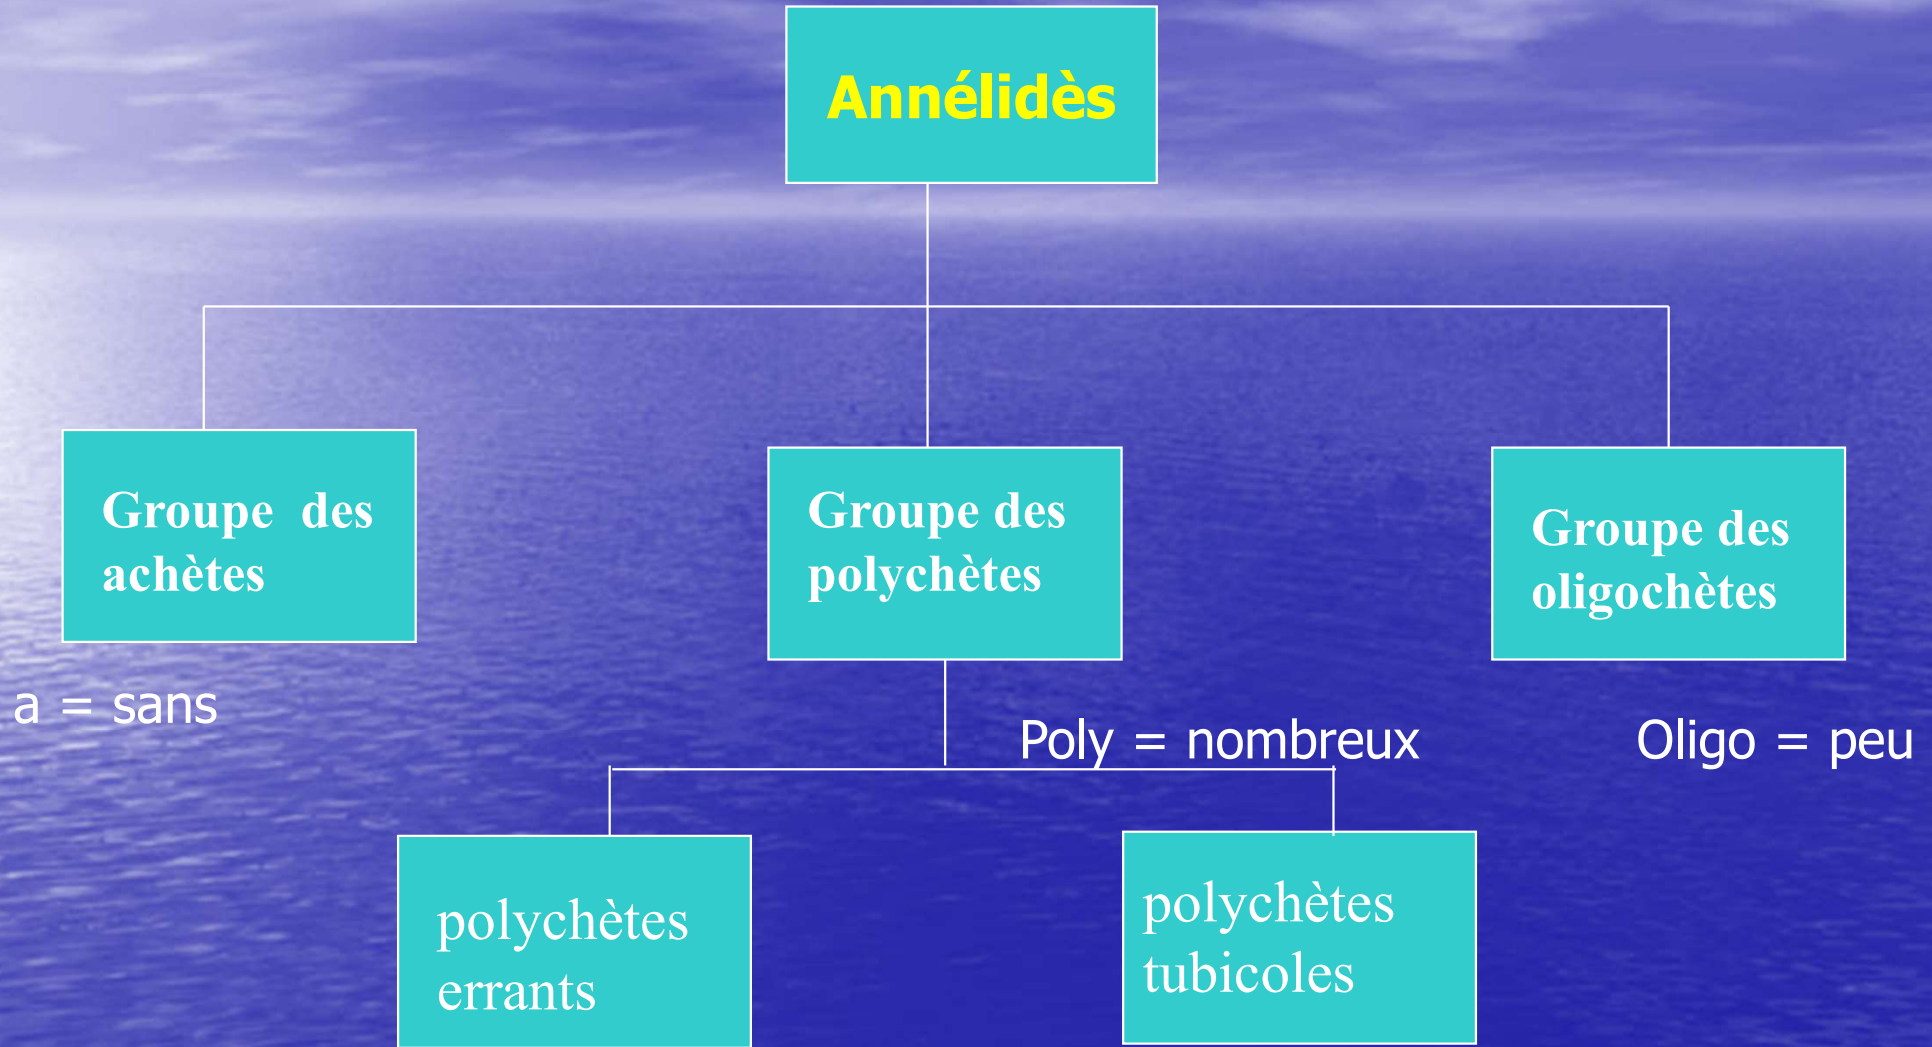 Annélidès
Groupe des
achètes
Groupe des
polychètes
Groupe des
oligochètes
a = sans
Poly = nombreux
Oligo = peu
polychètes
errants
polychètes
tubicoles